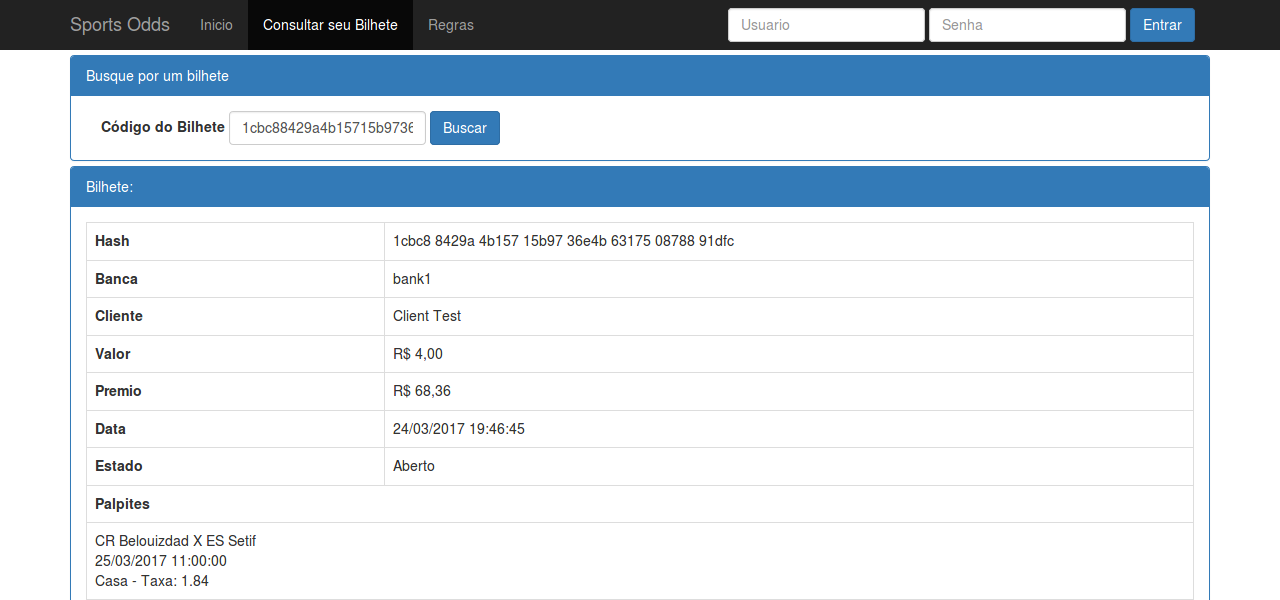 Sports Odds Inicio Consultar seu Bilhete Regras Usuario Senha Entrar
Busque por um bilhete
Código do Bilhete 1cbc88429a4b15715b9736 Buscar
Bilhete:
Hash 1cbc8 8429a 4b157 15b97 36e4b 63175 08788 91dfc
Banca bank1
Cliente Client Test
Valor R$ 4,00
Premio R$ 68,36
Data 24/03/2017 19:46:45
Estado Aberto
Palpites
CR Belouizdad X ES Setif
25/03/2017 11:00:00
Casa - Taxa: 1.84